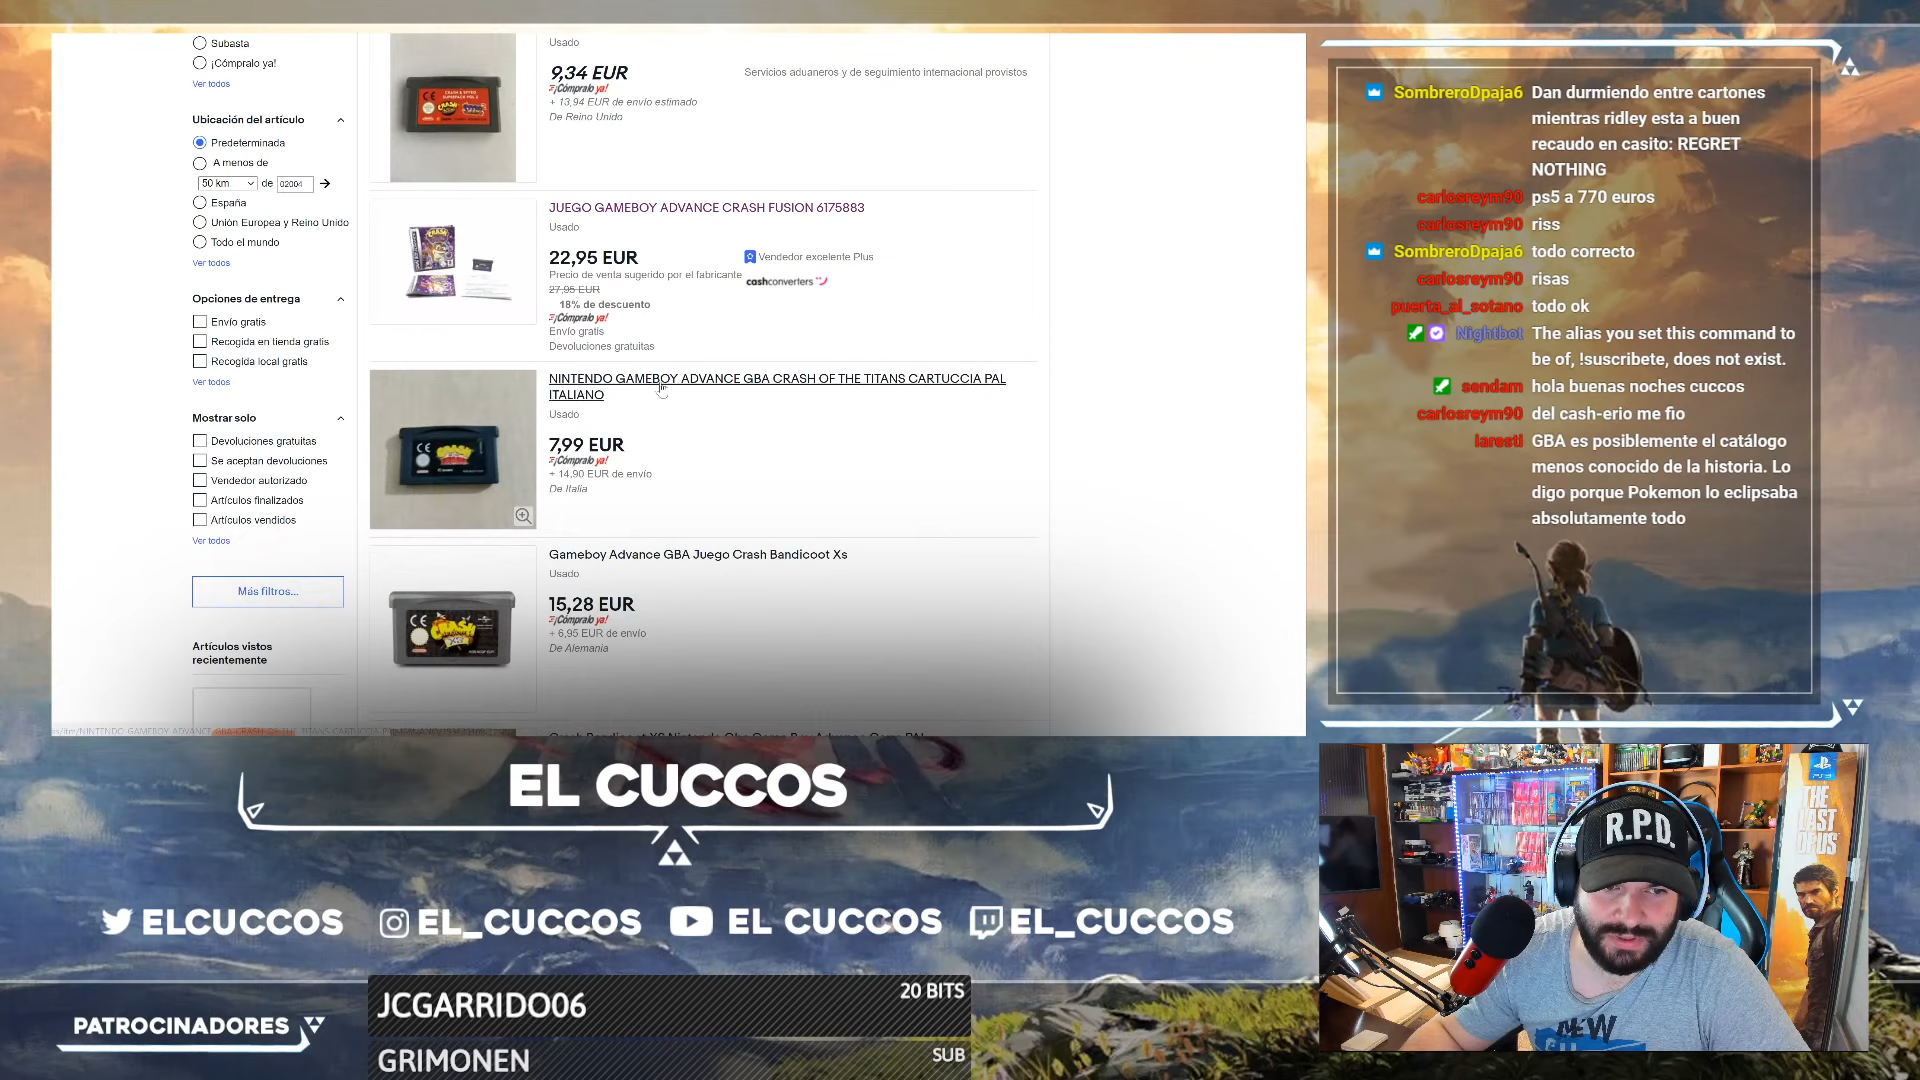 Subasta
¡Cómpralo ya!
Ver todos
Ubicación del artículo
Predeterminada
A menos de
50 km de 02004
España
Unión Europea y Reino Unido
Todo el mundo
Ver todos
Opciones de entrega
Envío gratis
Recogida en tienda gratis
Recogida local gratis
Ver todos
Mostrar solo
Devoluciones gratuitas
Se aceptan devoluciones
Vendedor autorizado
Artículos finalizados
Artículos vendidos
Ver todos
Más filtros...
Artículos vistos
recientemente
Usado
9,34 EUR
¡Cómpralo ya!
+ 13,94 EUR de envío estimado
De Reino Unido
Servicios aduaneros y de seguimiento internacional provistos
JUEGO GAMEBOY ADVANCE CRASH FUSION 6175883
Usado
22,95 EUR
Precio de venta sugerido por el fabricante
27,95 EUR
18% de descuento
¡Cómpralo ya!
Envío gratis
Devoluciones gratuitas
Vendedor excelente Plus
cashconverters
NINTENDO GAMEBOY ADVANCE GBA CRASH OF THE TITANS CARTUCCIA PAL
ITALIANO
Usado
7,99 EUR
¡Cómpralo ya!
+ 14,90 EUR de envío
De Italia
Gameboy Advance GBA Juego Crash Bandicoot Xs
Usado
15,28 EUR
¡Cómpralo ya!
+ 6,95 EUR de envío
De Alemania
SombreroDpaja6 Dan durmiendo entre cartones
mientras ridley esta a buen
recaudo en casito: REGRET
NOTHING
carlosreym90 ps5 a 770 euros
carlosreym90 riss
SombreroDpaja6 todo correcto
carlosreym90 risas
puerta_al_sotano todo ok
Nightbot The alias you set this command to
be of, !suscribete, does not exist.
sendam hola buenas noches cuccos
carlosreym90 del cash-erio me fio
laresti GBA es posiblemente el catálogo
menos conocido de la historia. Lo
digo porque Pokemon lo eclipsaba
absolutamente todo
EL CUCCOS
ELCUCCOS
EL_CUCCOS
EL CUCCOS
EL_CUCCOS
PATROCINADORES
JCGARRIDO06 20 BITS
GRIMONEN SUB
R.P.D.
THE
LAST
OF US
NEW